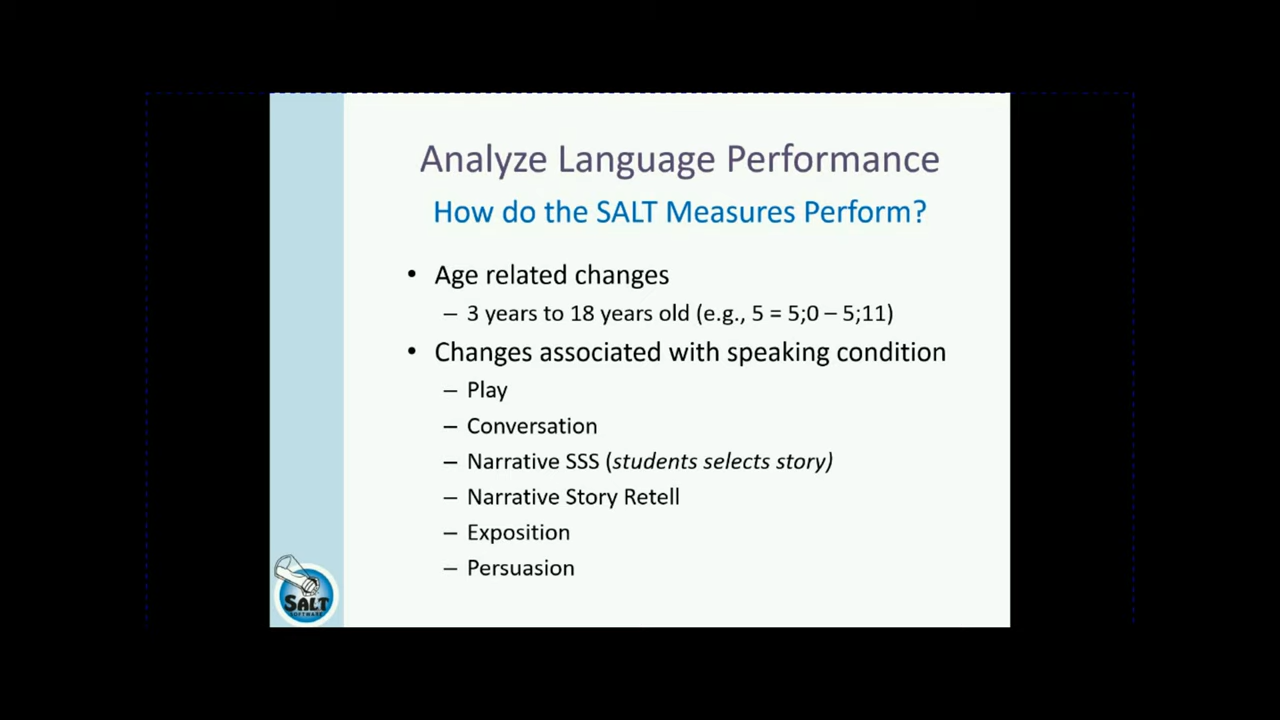 Analyze Language Performance
How do the SALT Measures Perform?
• Age related changes
– 3 years to 18 years old (e.g., 5 = 5;0 – 5;11)
• Changes associated with speaking condition
– Play
– Conversation
– Narrative SSS (students selects story)
– Narrative Story Retell
– Exposition
– Persuasion
SALT
SOFTWARE